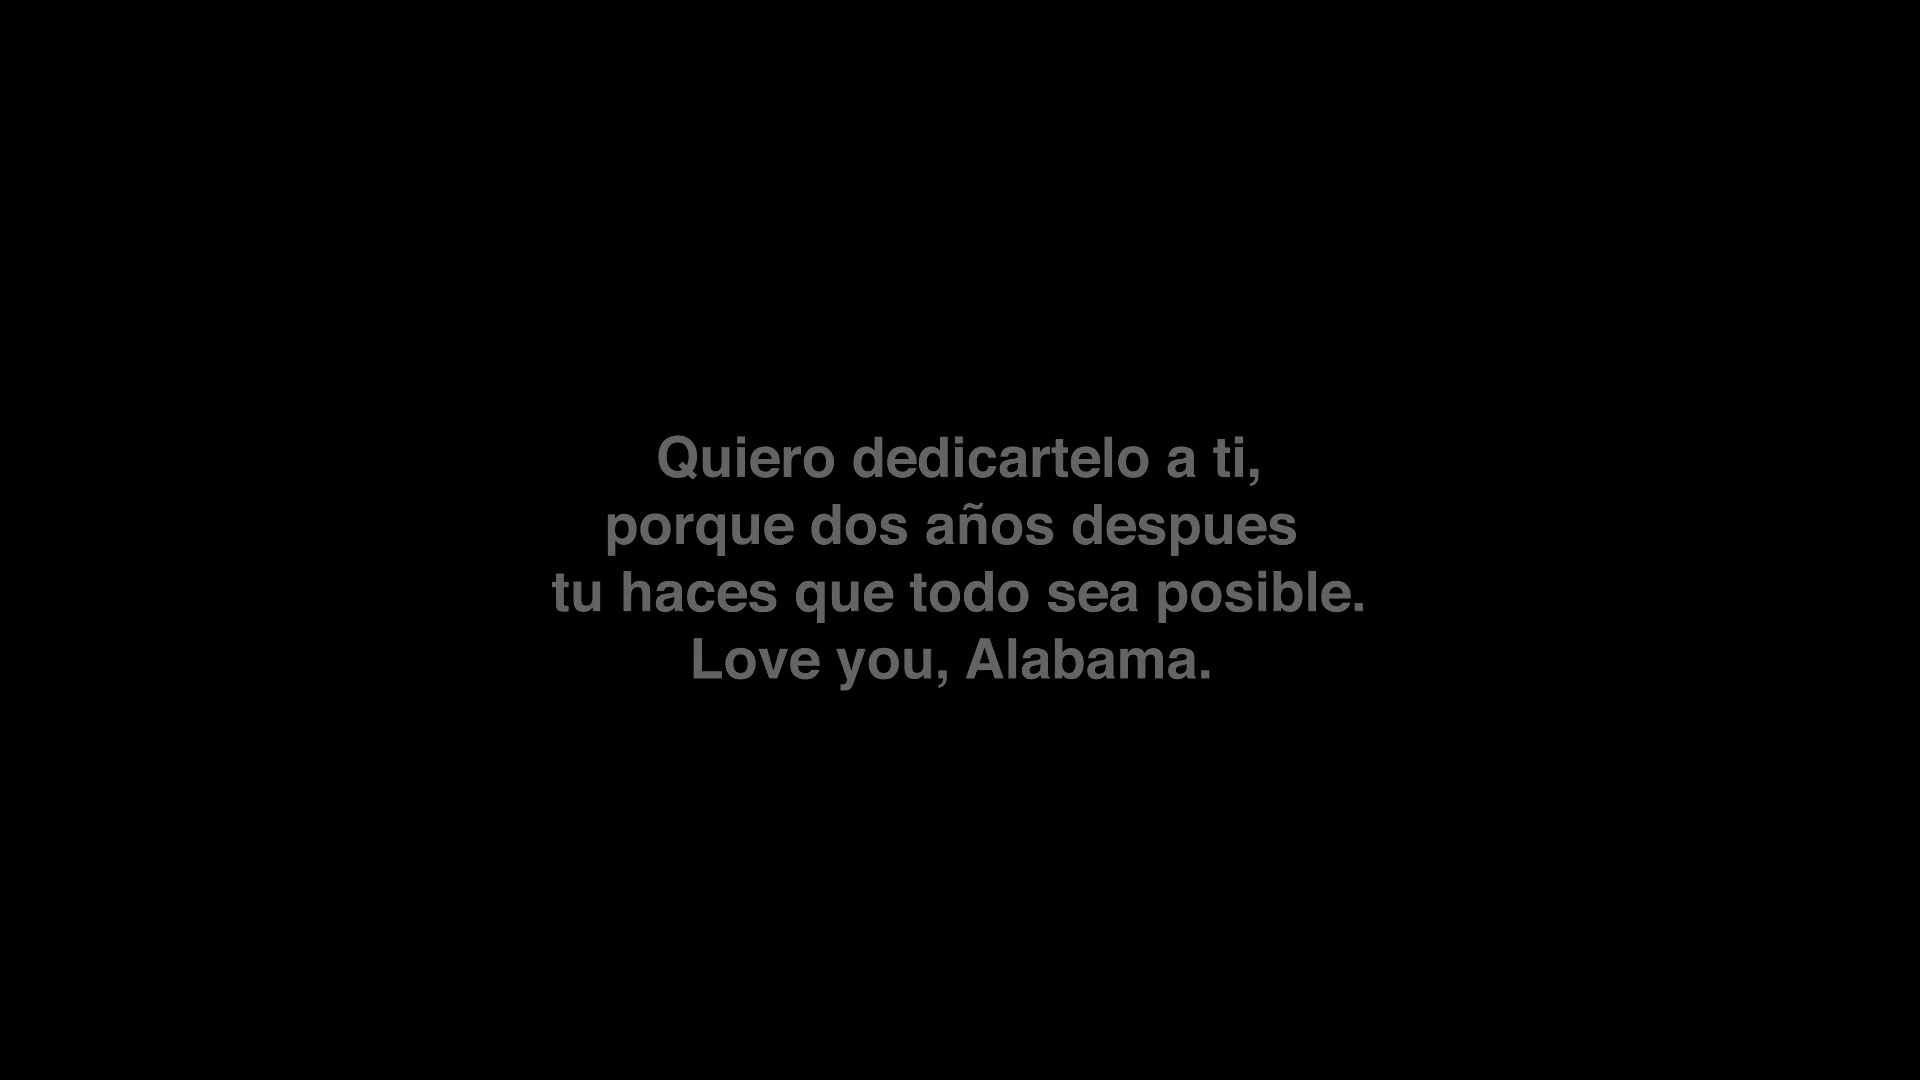 Quiero dedicartelo a ti,
porque dos años despues
tu haces que todo sea posible.
Love you, Alabama.